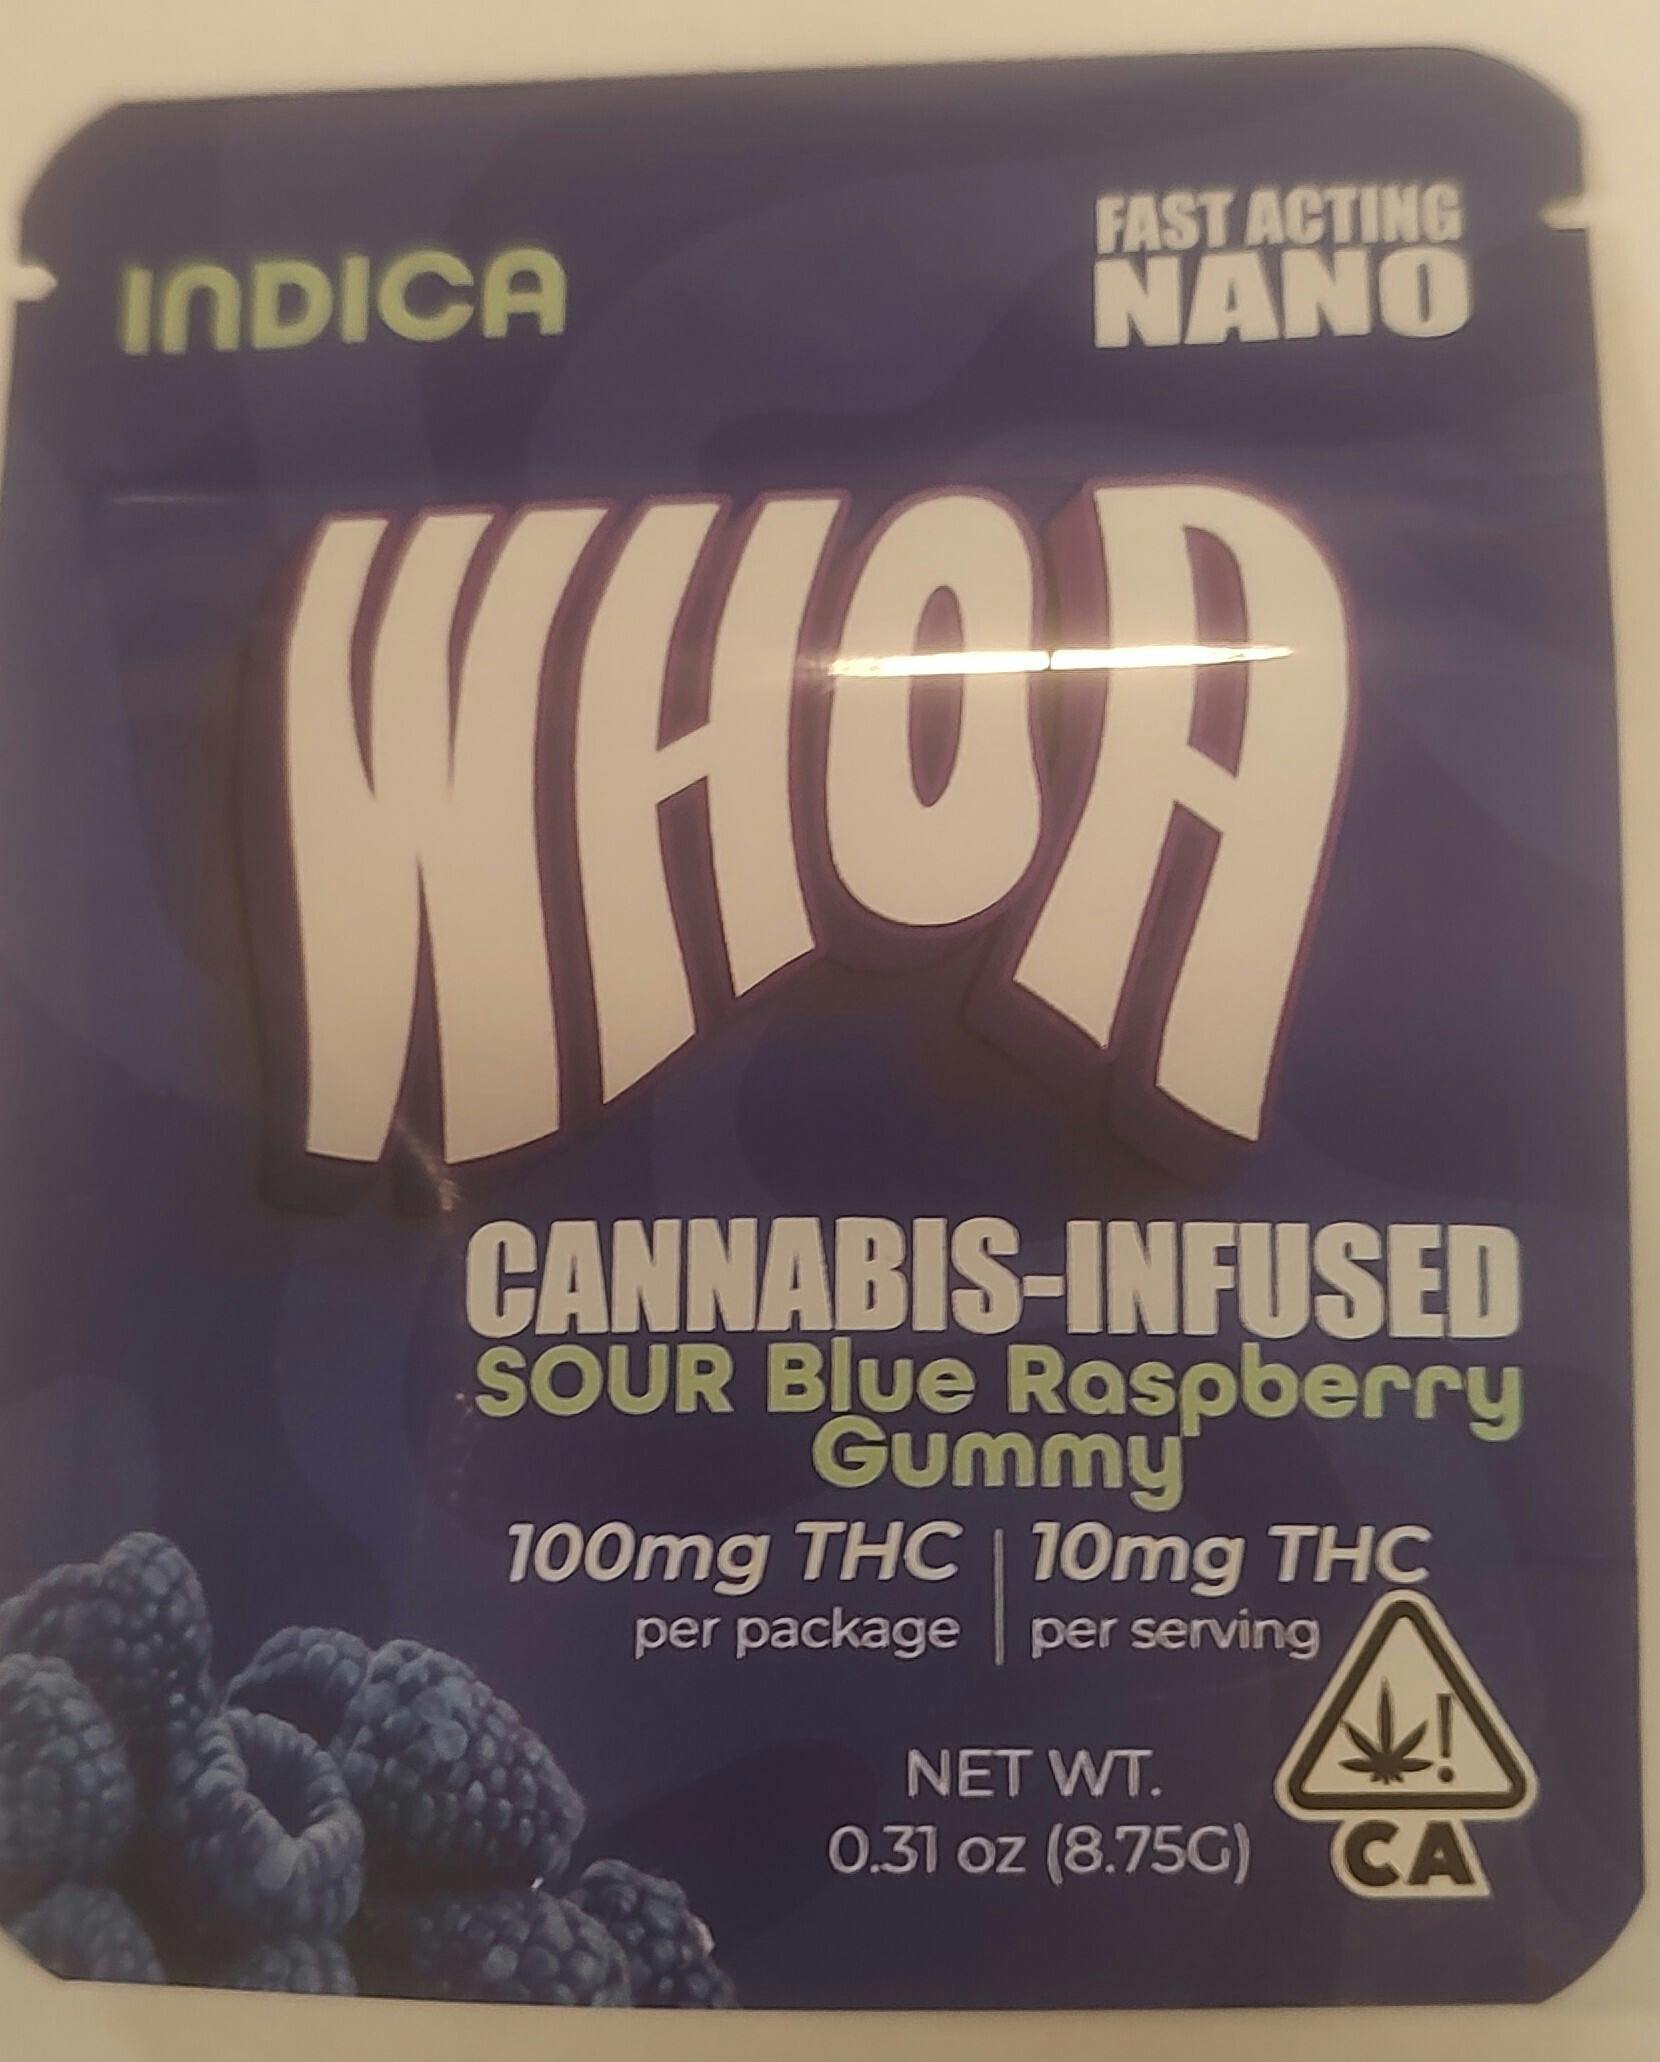 INDICA
FAST ACTING
NANO
WHOA
CANNABIS-INFUSED
SOUR Blue Raspberry
Gummy
100mg THC | 10mg THC
per package | per serving
NET WT.
0.31 oz (8.75G)
!
CA